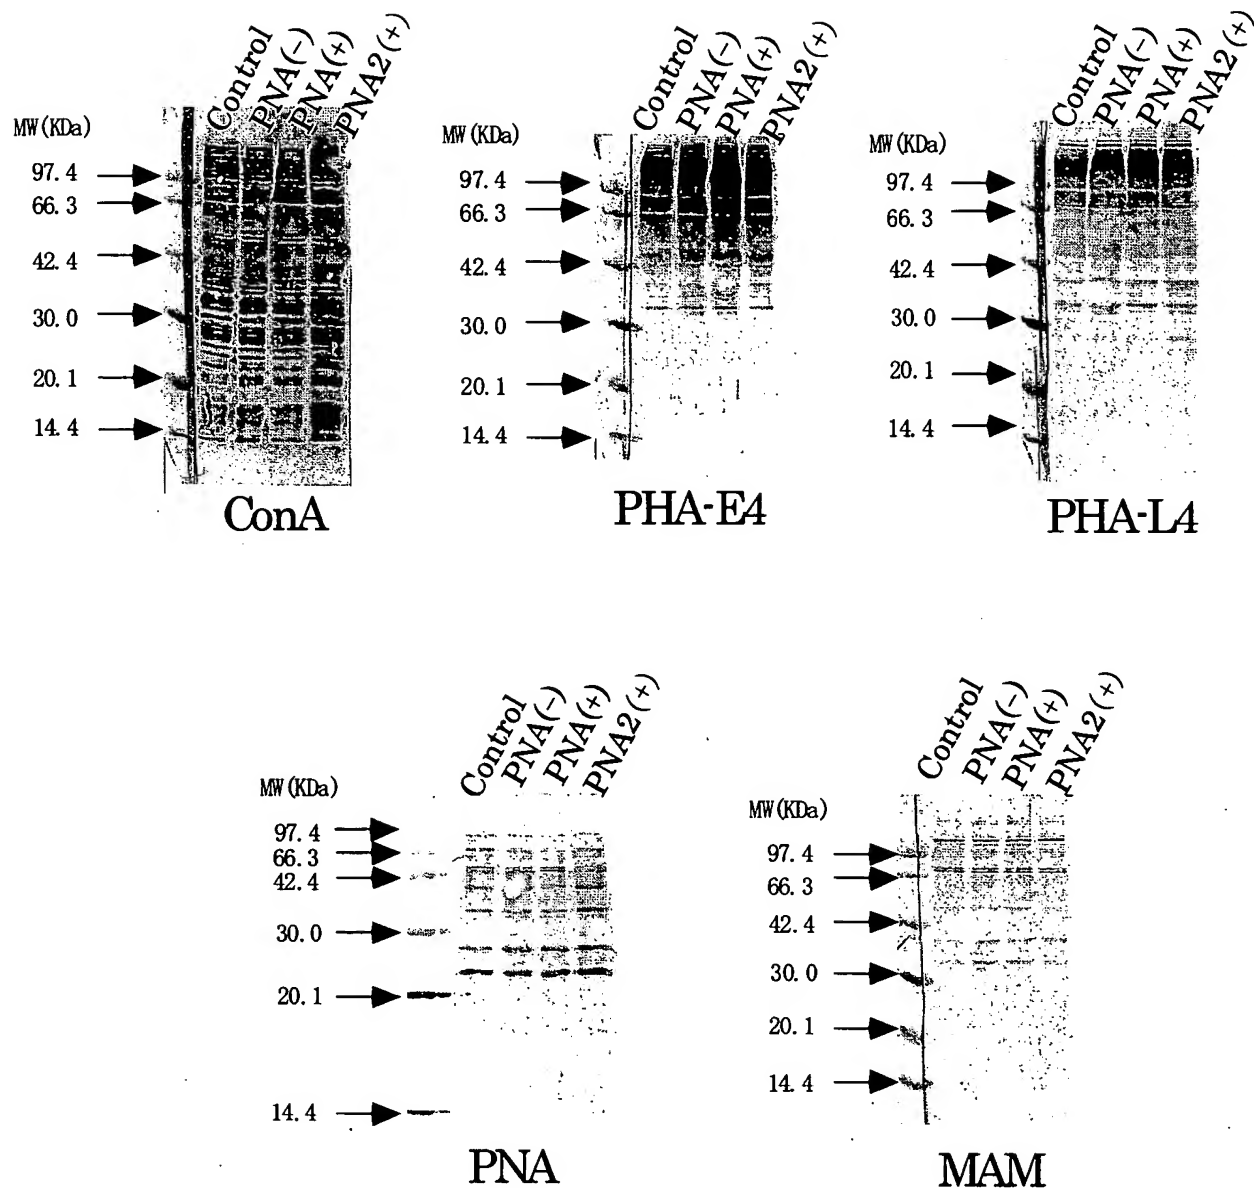 Control PNA(-) PNA(+) PNA2(+)
MW(KDa)
97.4
66.3
42.4
30.0
20.1
14.4
ConA
Control PNA(-) PNA(+) PNA2(+)
MW(KDa)
97.4
66.3
42.4
30.0
20.1
14.4
PHA-E4
Control PNA(-) PNA(+) PNA2(+)
MW(KDa)
97.4
66.3
42.4
30.0
20.1
14.4
PHA-L4
Control PNA(-) PNA(+) PNA2(+)
MW(KDa)
97.4
66.3
42.4
30.0
20.1
14.4
PNA
Control PNA(-) PNA(+) PNA2(+)
MW(KDa)
97.4
66.3
42.4
30.0
20.1
14.4
MAM